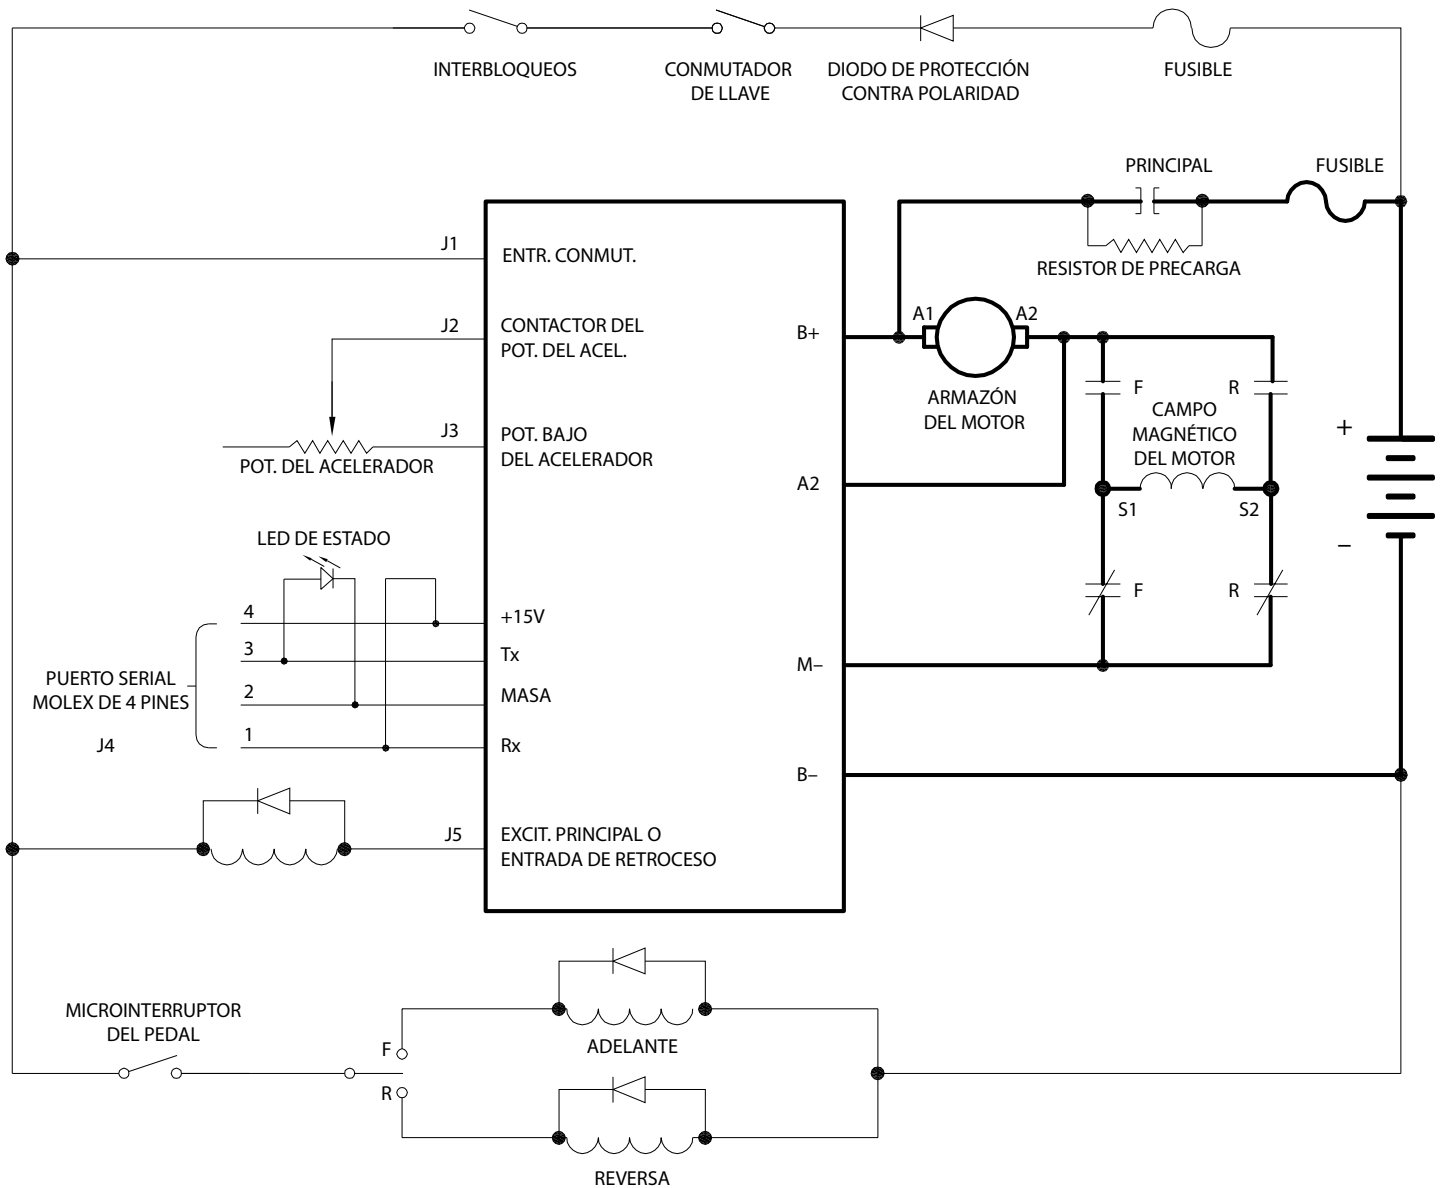 INTERBLOQUEOS
CONMUTADOR
DE LLAVE
DIODO DE PROTECCIÓN
CONTRA POLARIDAD
FUSIBLE
PRINCIPAL
FUSIBLE
RESISTOR DE PRECARGA
J1
ENTR. CONMUT.
J2
CONTACTOR DEL
POT. DEL ACEL.
B+
A1
A2
ARMAZÓN
DEL MOTOR
F
R
CAMPO
MAGNÉTICO
DEL MOTOR
+
J3
POT. BAJO
DEL ACELERADOR
POT. DEL ACELERADOR
A2
S1
S2
–
LED DE ESTADO
4
+15V
3
Tx
2
MASA
1
Rx
PUERTO SERIAL
MOLEX DE 4 PINES
J4
F
R
M–
B–
J5
EXCIT. PRINCIPAL O
ENTRADA DE RETROCESO
MICROINTERRUPTOR
DEL PEDAL
F
R
ADELANTE
REVERSA